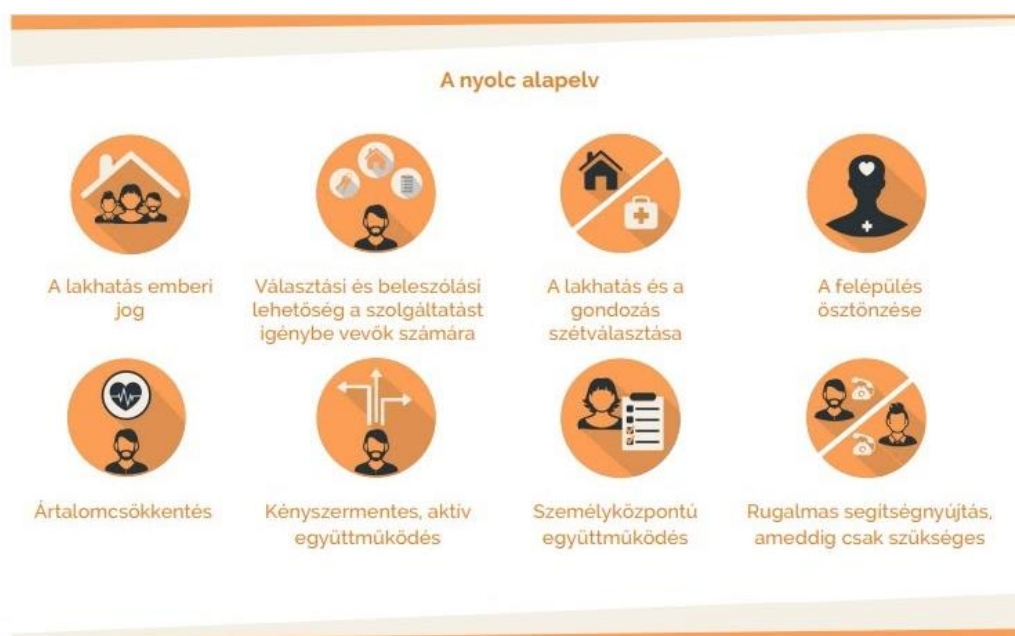 A nyolc alapelv
A lakhatás emberi
jog
Választási és beleszólási
lehetőség a szolgáltatást
igénybe vevők számára
A lakhatás és a
gondozás
szétválasztása
A felépülés
ösztönzése
Ártalomcsökkentés
Kényszermentes, aktív
együttműködés
Személyközpontú
együttműködés
Rugalmas segítségnyújtás,
ameddig csak szükséges